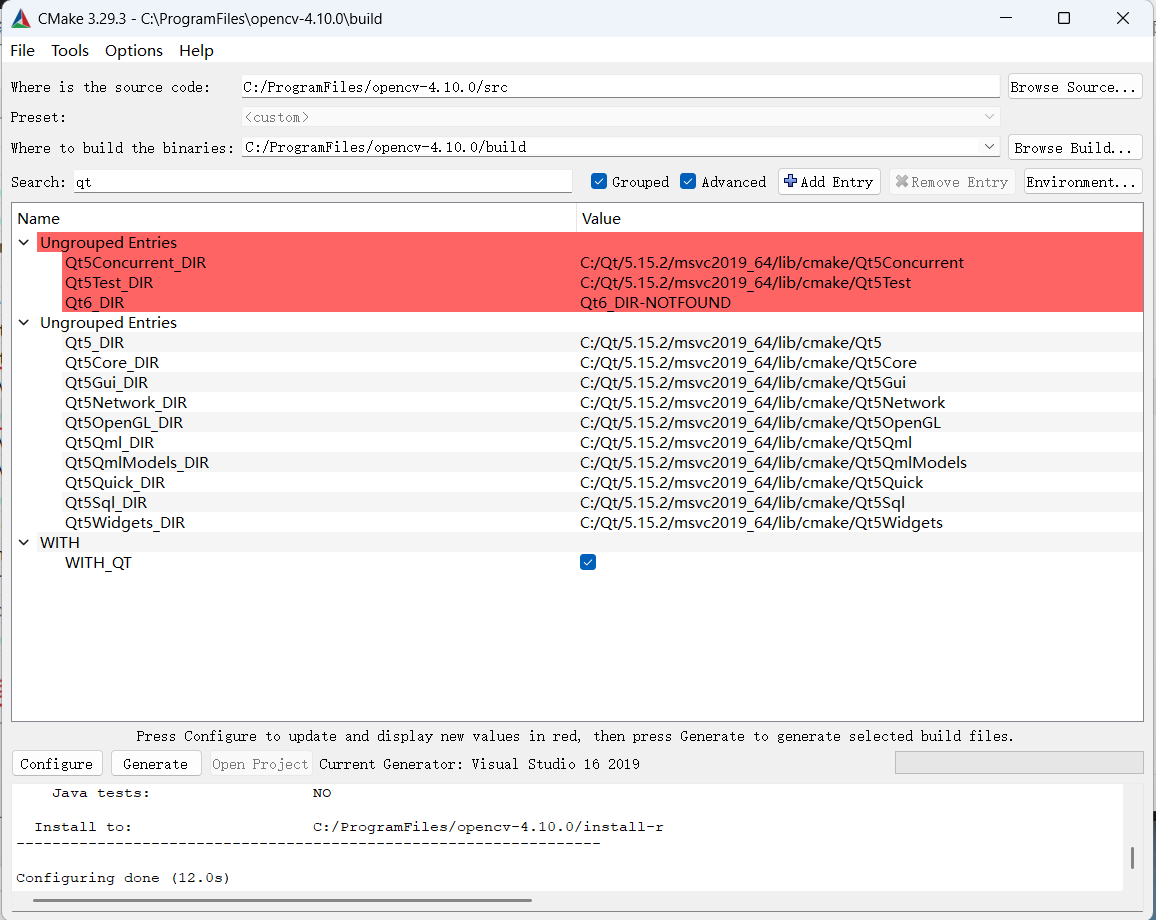 CMake 3.29.3 - C:\ProgramFiles\opencv-4.10.0\build
File Tools Options Help
Where is the source code: C:/ProgramFiles/opencv-4.10.0/src Browse Source...
Preset: <custom>
Where to build the binaries: C:/ProgramFiles/opencv-4.10.0/build Browse Build...
Search: qt Grouped Advanced Add Entry Remove Entry Environment...
Name Value
Ungrouped Entries
Qt5Concurrent_DIR C:/Qt/5.15.2/msvc2019_64/lib/cmake/Qt5Concurrent
Qt5Test_DIR C:/Qt/5.15.2/msvc2019_64/lib/cmake/Qt5Test
Qt6_DIR Qt6_DIR-NOTFOUND
Ungrouped Entries
Qt5_DIR C:/Qt/5.15.2/msvc2019_64/lib/cmake/Qt5
Qt5Core_DIR C:/Qt/5.15.2/msvc2019_64/lib/cmake/Qt5Core
Qt5Gui_DIR C:/Qt/5.15.2/msvc2019_64/lib/cmake/Qt5Gui
Qt5Network_DIR C:/Qt/5.15.2/msvc2019_64/lib/cmake/Qt5Network
Qt5OpenGL_DIR C:/Qt/5.15.2/msvc2019_64/lib/cmake/Qt5OpenGL
Qt5Qml_DIR C:/Qt/5.15.2/msvc2019_64/lib/cmake/Qt5Qml
Qt5QmlModels_DIR C:/Qt/5.15.2/msvc2019_64/lib/cmake/Qt5QmlModels
Qt5Quick_DIR C:/Qt/5.15.2/msvc2019_64/lib/cmake/Qt5Quick
Qt5Sql_DIR C:/Qt/5.15.2/msvc2019_64/lib/cmake/Qt5Sql
Qt5Widgets_DIR C:/Qt/5.15.2/msvc2019_64/lib/cmake/Qt5Widgets
WITH
WITH_QT
Press Configure to update and display new values in red, then press Generate to generate selected build files.
Configure Generate Open Project Current Generator: Visual Studio 16 2019
Java tests: NO
Install to: C:/ProgramFiles/opencv-4.10.0/install-r
-----------------------------------------------------------------
Configuring done (12.0s)